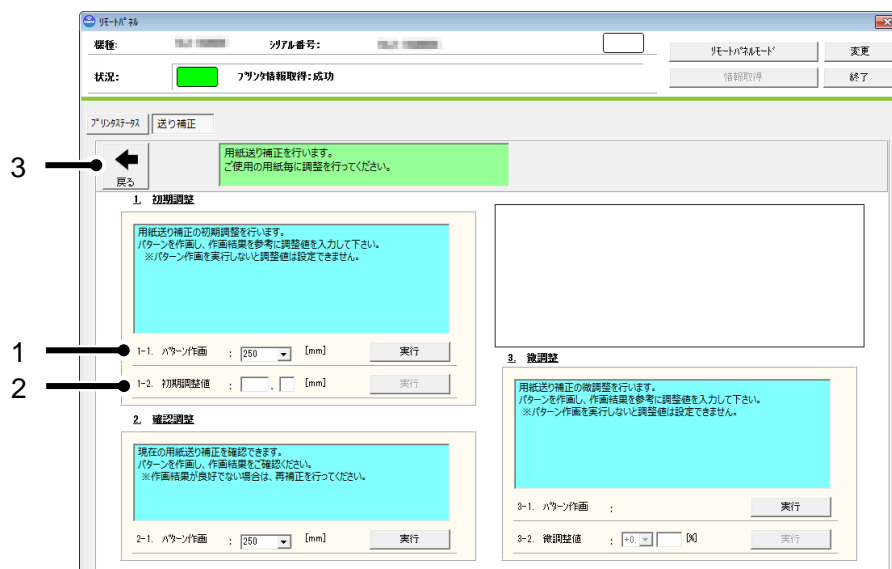 リモートパネル
機種:
シリアル番号:
リモートパネルモード
変更
状況:
プリンタ情報取得:成功
情報取得
終了
プリンタステータス
送り補正
3
戻る
用紙送り補正を行います。
ご使用の用紙毎に調整を行ってください。
1. 初期調整
用紙送り補正の初期調整を行います。
パターンを作画し、作画結果を参考に調整値を入力して下さい。
※パターン作画を実行しないと調整値は設定できません。
1
1-1. パターン作画 : 250 [mm] 実行
2
1-2. 初期調整値 : . [mm] 実行
2. 確認調整
現在の用紙送り補正を確認できます。
パターンを作画し、作画結果をご確認ください。
※作画結果が良好でない場合は、再補正を行ってください。
2-1. パターン作画 : 250 [mm] 実行
3. 微調整
用紙送り補正の微調整を行います。
パターンを作画し、作画結果を参考に調整値を入力して下さい。
※パターン作画を実行しないと調整値は設定できません。
3-1. パターン作画 : 実行
3-2. 微調整値 : +0. [%] 実行